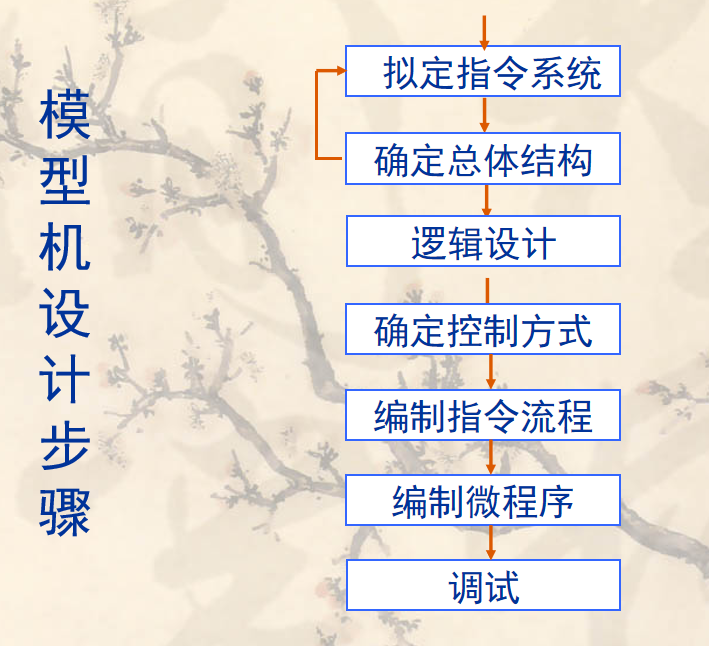 模型机设计步骤
拟定指令系统
确定总体结构
逻辑设计
确定控制方式
编制指令流程
编制微程序
调试